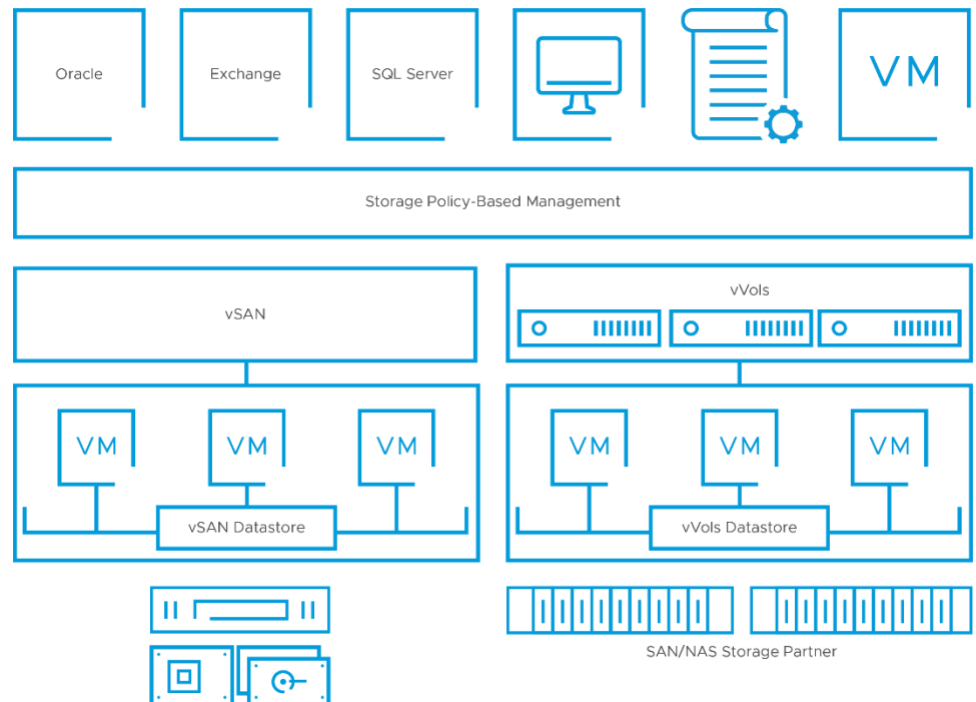 Oracle
Exchange
SQL Server
VM
Storage Policy-Based Management
vSAN
vVols
VM
VM
VM
VM
VM
VM
vSAN Datastore
vVols Datastore
SAN/NAS Storage Partner